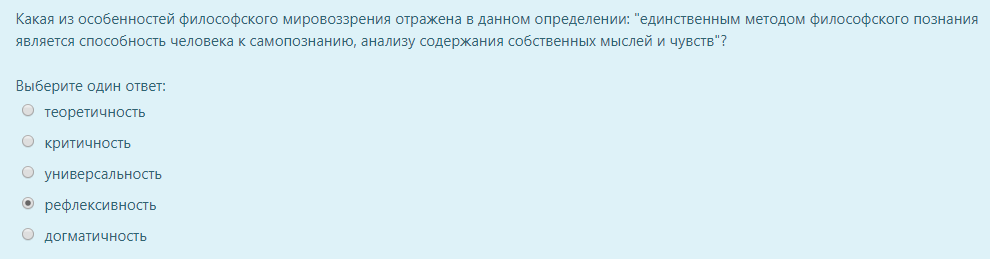 Какая из особенностей философского мировоззрения отражена в данном определении: "единственным методом философского познания
является способность человека к самопознанию, анализу содержания собственных мыслей и чувств"?
Выберите один ответ:
теоретичность
критичность
универсальность
рефлексивность
догматичность